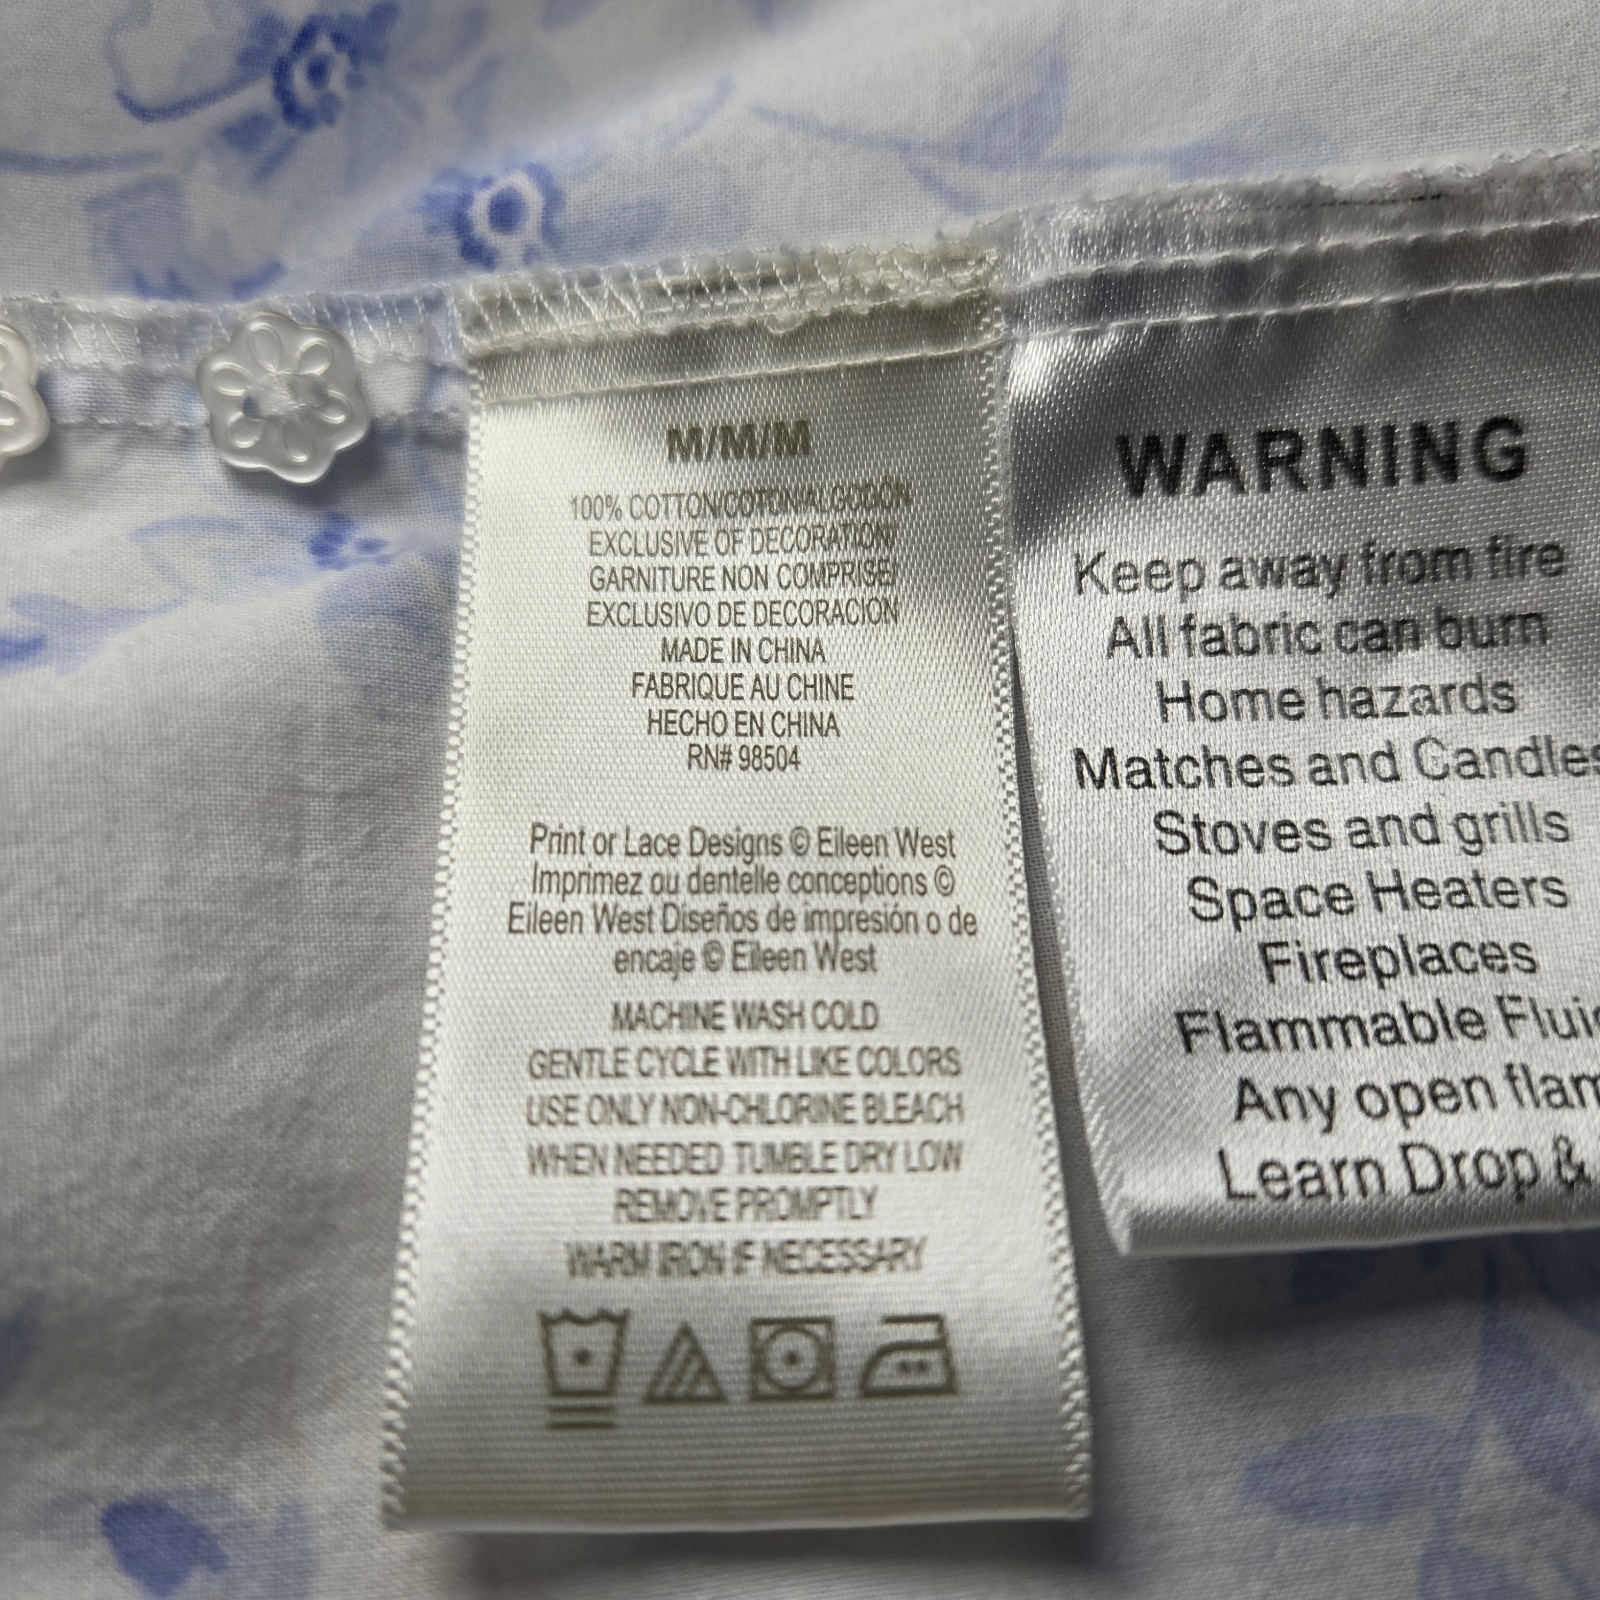 M/M/M
100% COTTON/COTON/ALGODÓN
EXCLUSIVE OF DECORATION/
GARNITURE NON COMPRISE/
EXCLUSIVO DE DECORACION
MADE IN CHINA
FABRIQUE AU CHINE
HECHO EN CHINA
RN# 98504
Print or Lace Designs © Eileen West
Imprimez ou dentelle conceptions ©
Eileen West Diseños de impresión o de
encaje © Eileen West
MACHINE WASH COLD
GENTLE CYCLE WITH LIKE COLORS
USE ONLY NON-CHLORINE BLEACH
WHEN NEEDED TUMBLE DRY LOW
REMOVE PROMPTLY
WARM IRON IF NECESSARY
WARNING
Keep away from fire
All fabric can burn
Home hazards
Matches and Candles
Stoves and grills
Space Heaters
Fireplaces
Flammable
Any open
Learn Drop &